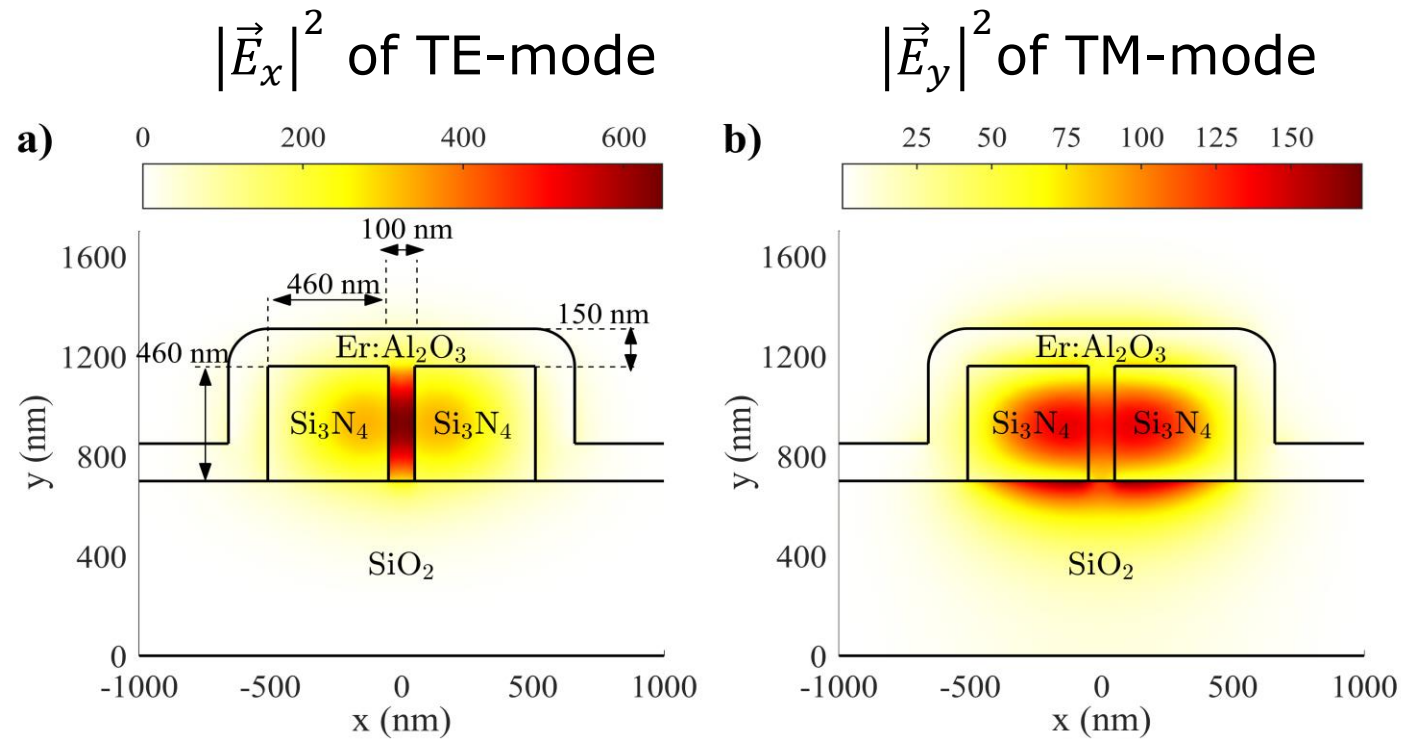 |E⃗ₓ|² of TE-mode
|E⃗ᵧ|² of TM-mode
a)
0 200 400 600
100 nm
460 nm
150 nm
460 nm
Er:Al₂O₃
Si₃N₄ Si₃N₄
SiO₂
1600
1200
800
400
0
y (nm)
-1000 -500 0 500 1000
x (nm)
b)
25 50 75 100 125 150
Er:Al₂O₃
Si₃N₄ Si₃N₄
SiO₂
1600
1200
800
400
0
y (nm)
-1000 -500 0 500 1000
x (nm)